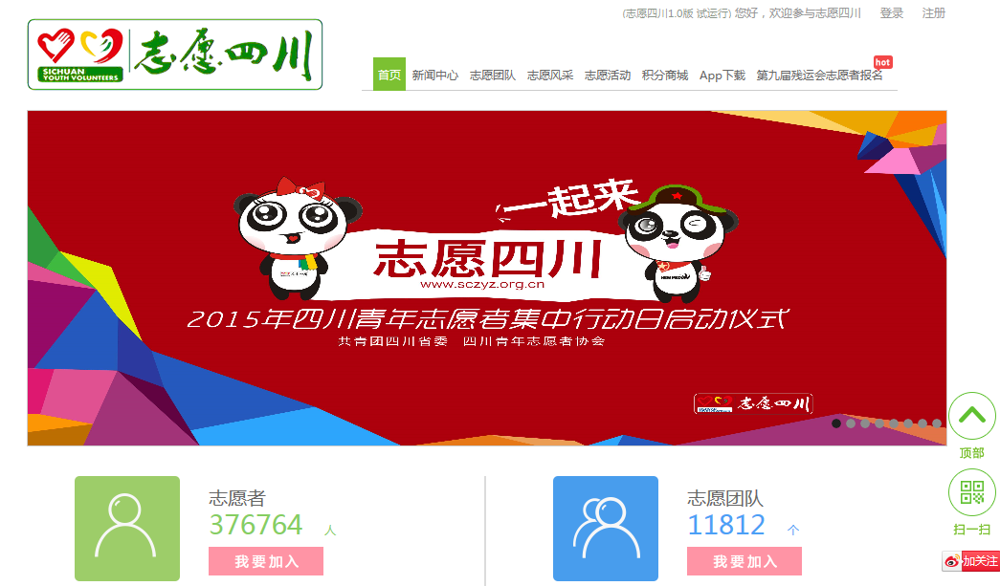 (志愿四川1.0版 试运行) 您好，欢迎参与志愿四川 登录 注册
志愿四川
SICHUAN
YOUTH VOLUNTEERS
hot
首页 新闻中心 志愿团队 志愿风采 志愿活动 积分商城 App下载 第九届残运会志愿者报名
一起来
志愿四川
www.sczyz.org.cn
2015年四川青年志愿者集中行动日启动仪式
共青团四川省委 四川青年志愿者协会
志愿四川
顶部
志愿者
376764 人
我要加入
志愿团队
11812 个
我要加入
扫一扫
加关注